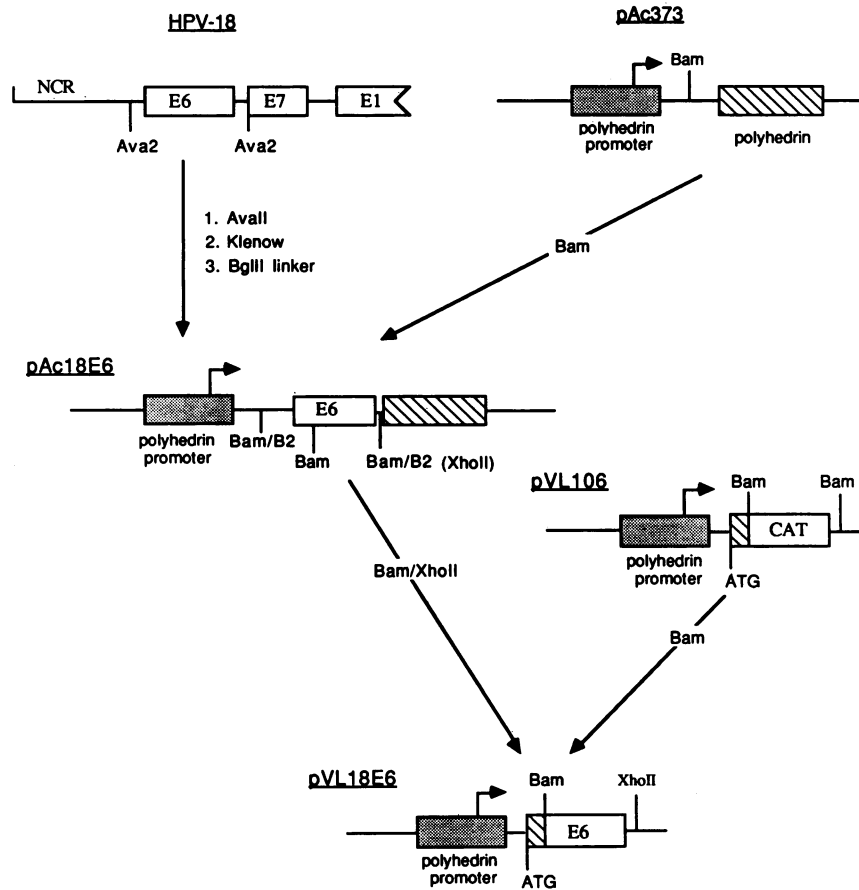 HPV-18
pAc373
NCR
E6
E7
E1
Bam
Ava2
Ava2
polyhedrin
promoter
polyhedrin
1. AvaII
2. Klenow
3. BglII linker
Bam
pAc18E6
E6
polyhedrin
promoter
Bam/B2
Bam
Bam/B2 (XhoII)
pVL106
Bam
Bam
CAT
polyhedrin
promoter
ATG
Bam/XhoII
Bam
pVL18E6
Bam
XhoII
E6
polyhedrin
promoter
ATG